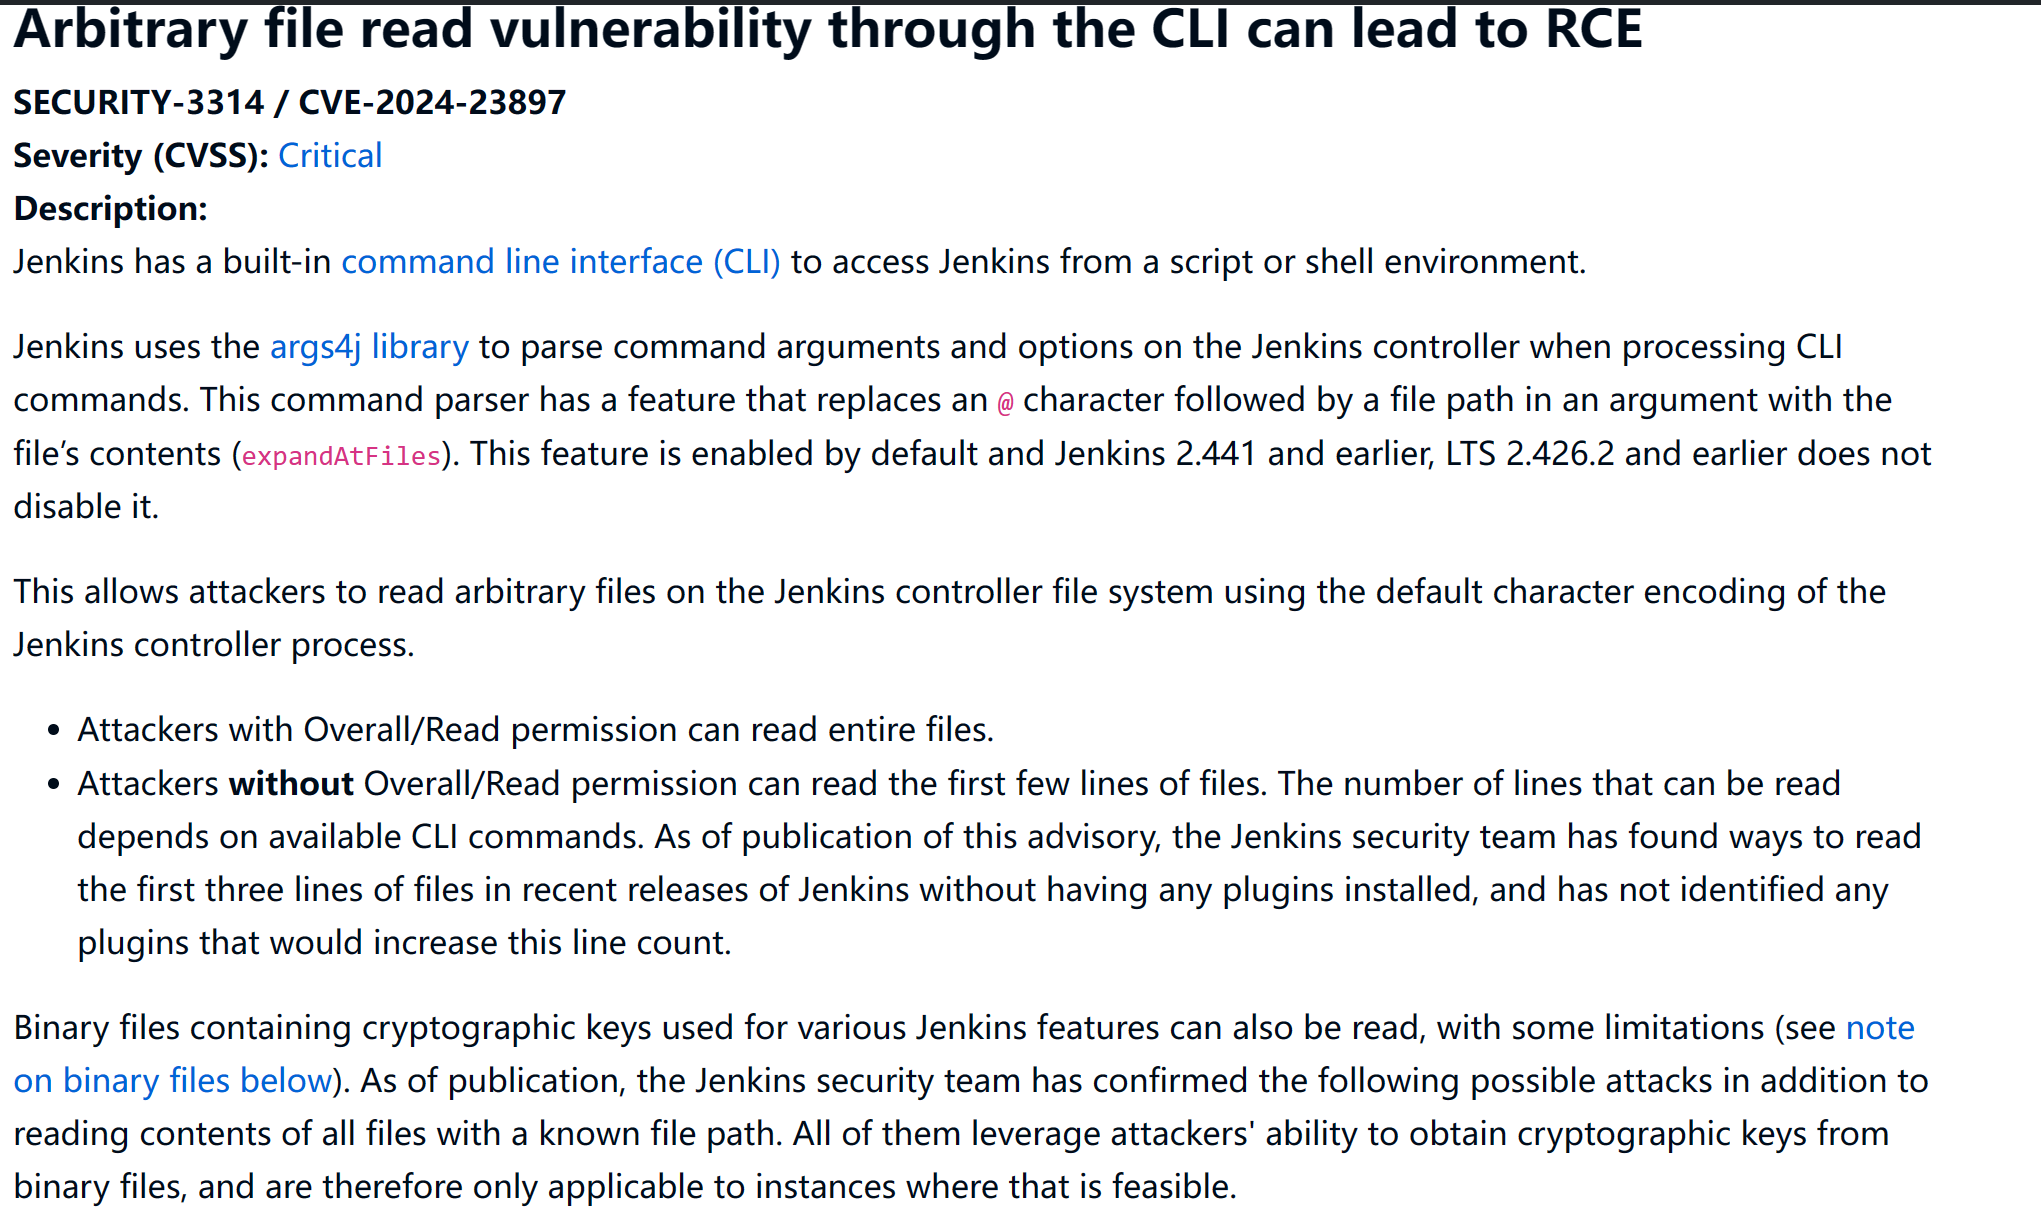 Arbitrary file read vulnerability through the CLI can lead to RCE
SECURITY-3314 / CVE-2024-23897
Severity (CVSS): Critical
Description:
Jenkins has a built-in command line interface (CLI) to access Jenkins from a script or shell environment.
Jenkins uses the args4j library to parse command arguments and options on the Jenkins controller when processing CLI
commands. This command parser has a feature that replaces an @ character followed by a file path in an argument with the
file’s contents (expandAtFiles). This feature is enabled by default and Jenkins 2.441 and earlier, LTS 2.426.2 and earlier does not
disable it.
This allows attackers to read arbitrary files on the Jenkins controller file system using the default character encoding of the
Jenkins controller process.
• Attackers with Overall/Read permission can read entire files.
• Attackers without Overall/Read permission can read the first few lines of files. The number of lines that can be read
depends on available CLI commands. As of publication of this advisory, the Jenkins security team has found ways to read
the first three lines of files in recent releases of Jenkins without having any plugins installed, and has not identified any
plugins that would increase this line count.
Binary files containing cryptographic keys used for various Jenkins features can also be read, with some limitations (see note
on binary files below). As of publication, the Jenkins security team has confirmed the following possible attacks in addition to
reading contents of all files with a known file path. All of them leverage attackers' ability to obtain cryptographic keys from
binary files, and are therefore only applicable to instances where that is feasible.